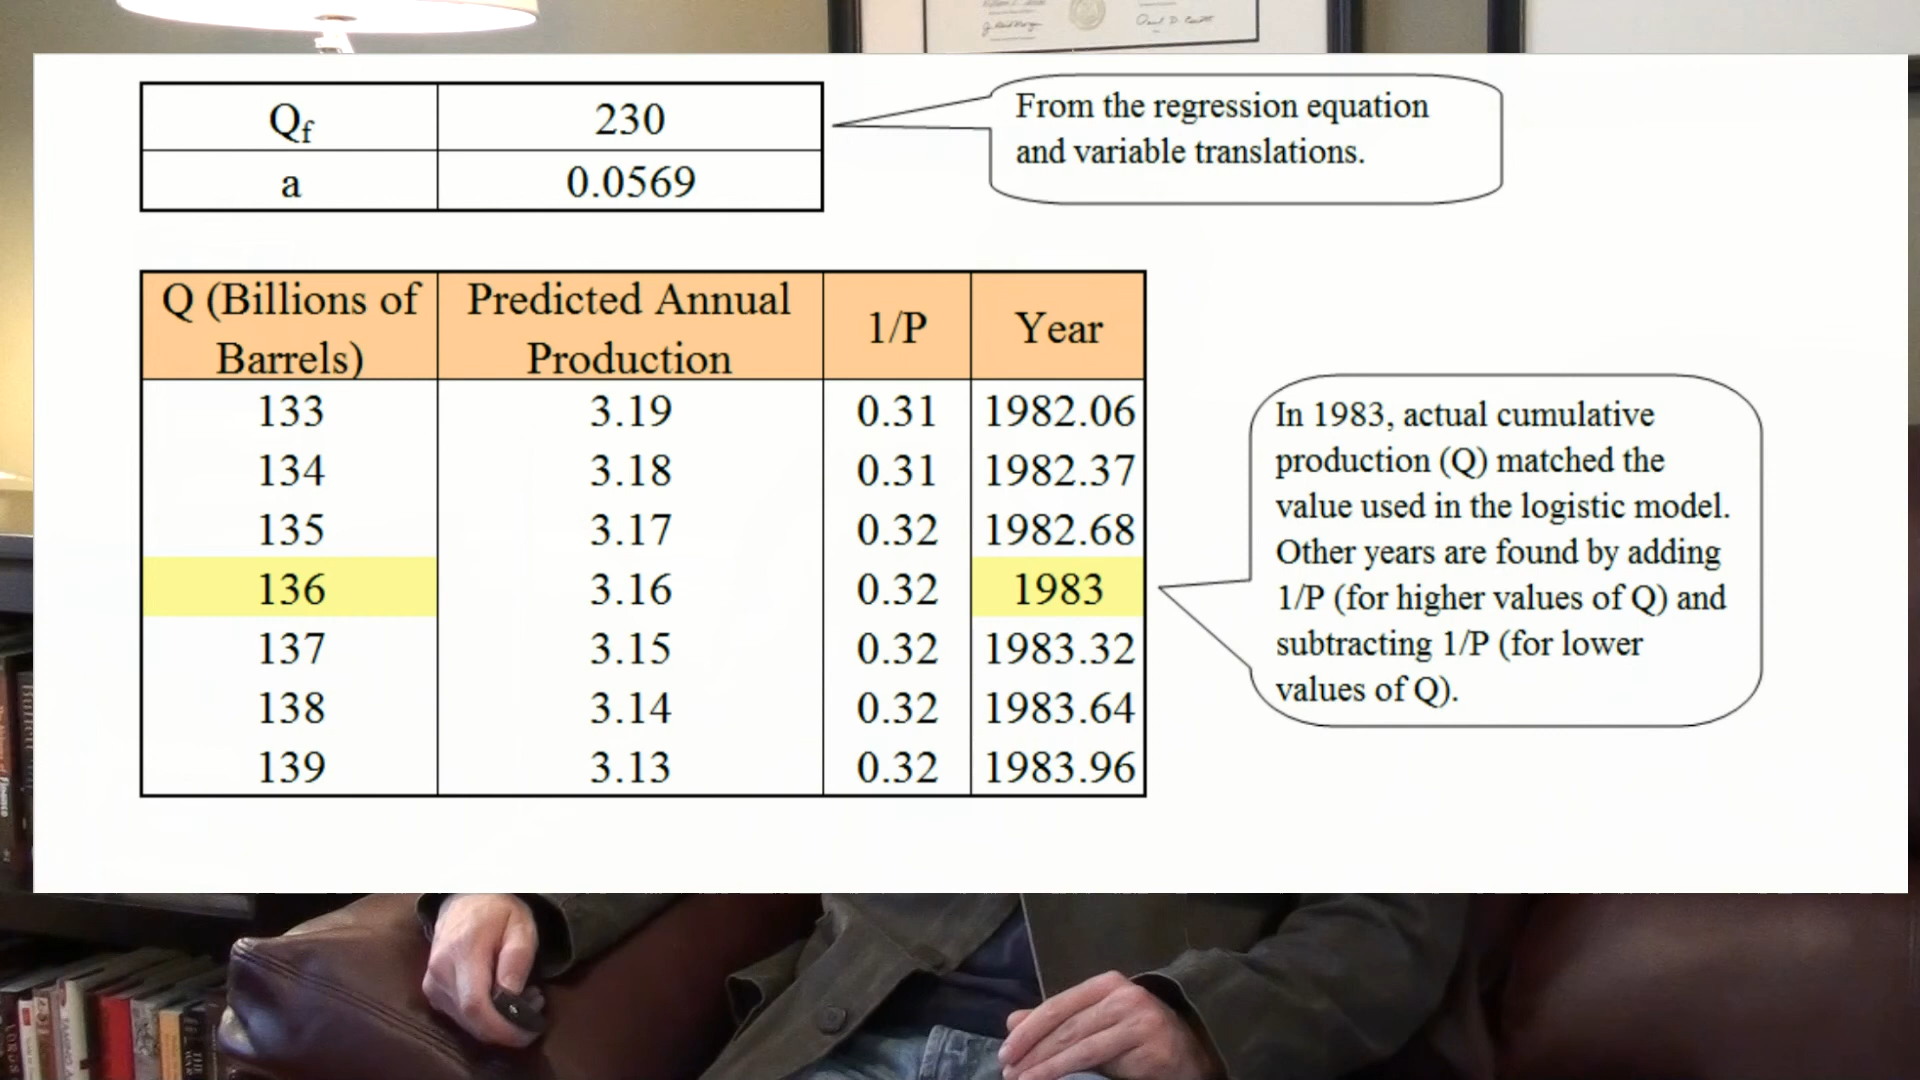 Q_f 230
a 0.0569
From the regression equation
and variable translations.
Q (Billions of Barrels) Predicted Annual Production 1/P Year
133 3.19 0.31 1982.06
134 3.18 0.31 1982.37
135 3.17 0.32 1982.68
136 3.16 0.32 1983
137 3.15 0.32 1983.32
138 3.14 0.32 1983.64
139 3.13 0.32 1983.96
In 1983, actual cumulative
production (Q) matched the
value used in the logistic model.
Other years are found by adding
1/P (for higher values of Q) and
subtracting 1/P (for lower
values of Q).